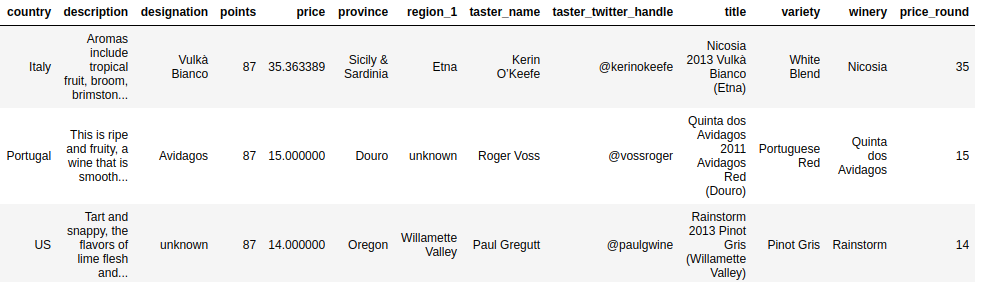 country description designation points price province region_1 taster_name taster_twitter_handle title variety winery price_round
Italy
Aromas
include
tropical
fruit, broom,
brimston...
Vulkà
Bianco
87
35.363389
Sicily &
Sardinia
Etna
Kerin
O'Keefe
@kerinokeefe
Nicosia
2013 Vulkà
Bianco
(Etna)
White
Blend
Nicosia
35
Portugal
This is ripe
and fruity, a
wine that is
smooth...
Avidagos
87
15.000000
Douro
unknown
Roger Voss
@vossroger
Quinta dos
Avidagos
2011
Avidagos
Red
(Douro)
Portuguese
Red
Quinta
dos
Avidagos
15
US
Tart and
snappy, the
flavors of
lime flesh
and...
unknown
87
14.000000
Oregon
Willamette
Valley
Paul Gregutt
@paulgwine
Rainstorm
2013 Pinot
Gris
(Willamette
Valley)
Pinot Gris
Rainstorm
14